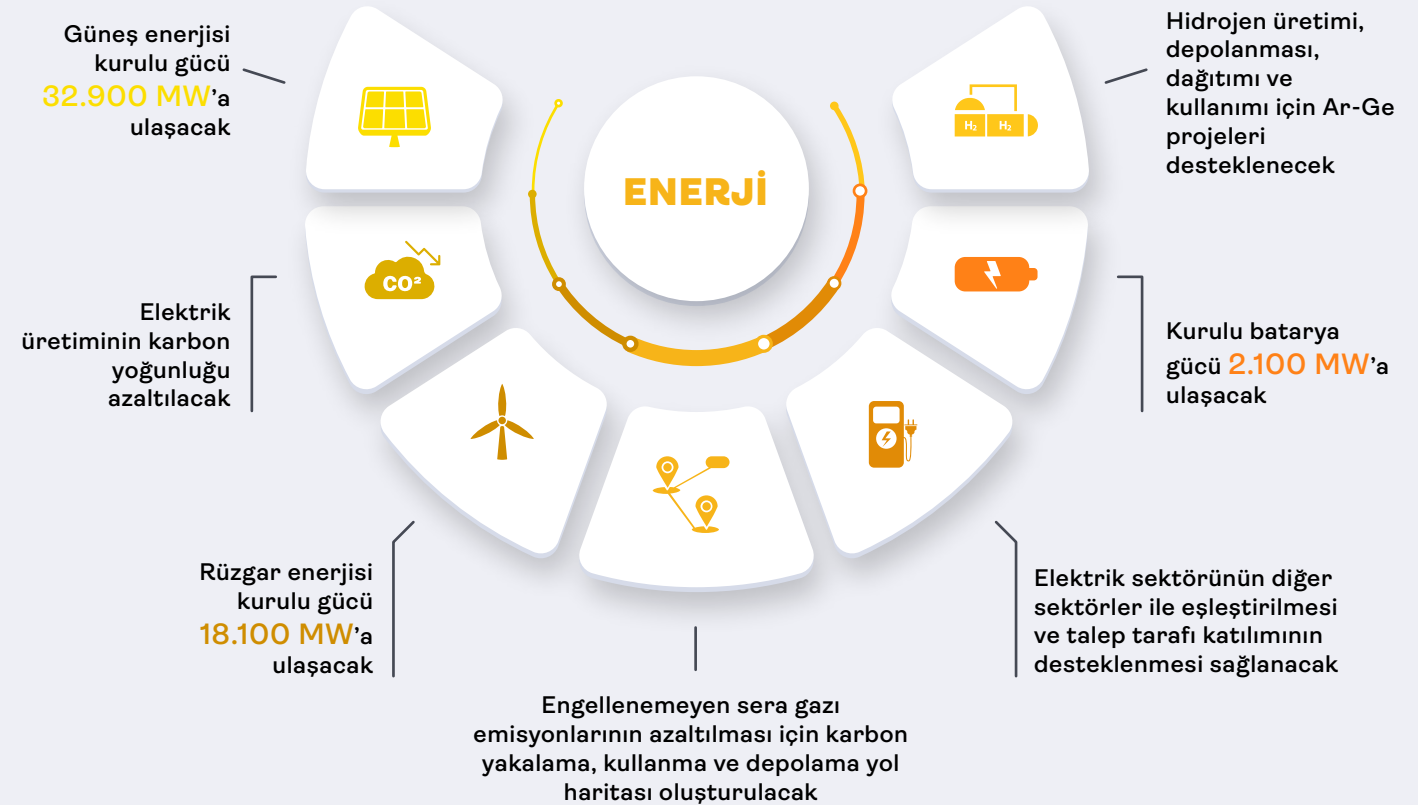 Güneş enerjisi
kurulu gücü
32.900 MW’a
ulaşacak
Elektrik
üretiminin karbon
yoğunluğu
azaltılacak
CO²
Rüzgar enerjisi
kurulu gücü
18.100 MW’a
ulaşacak
Engellenemeyen sera gazı
emisyonlarının azaltılması için karbon
yakalama, kullanma ve depolama yol
haritası oluşturulacak
Elektrik sektörünün diğer
sektörler ile eşleştirilmesi
ve talep tarafı katılımının
desteklenmesi sağlanacak
Kurulu batarya
gücü 2.100 MW’a
ulaşacak
Hidrojen üretimi,
depolanması,
dağıtımı ve
kullanımı için Ar-Ge
projeleri
desteklenecek
H₂ H₂
ENERJİ